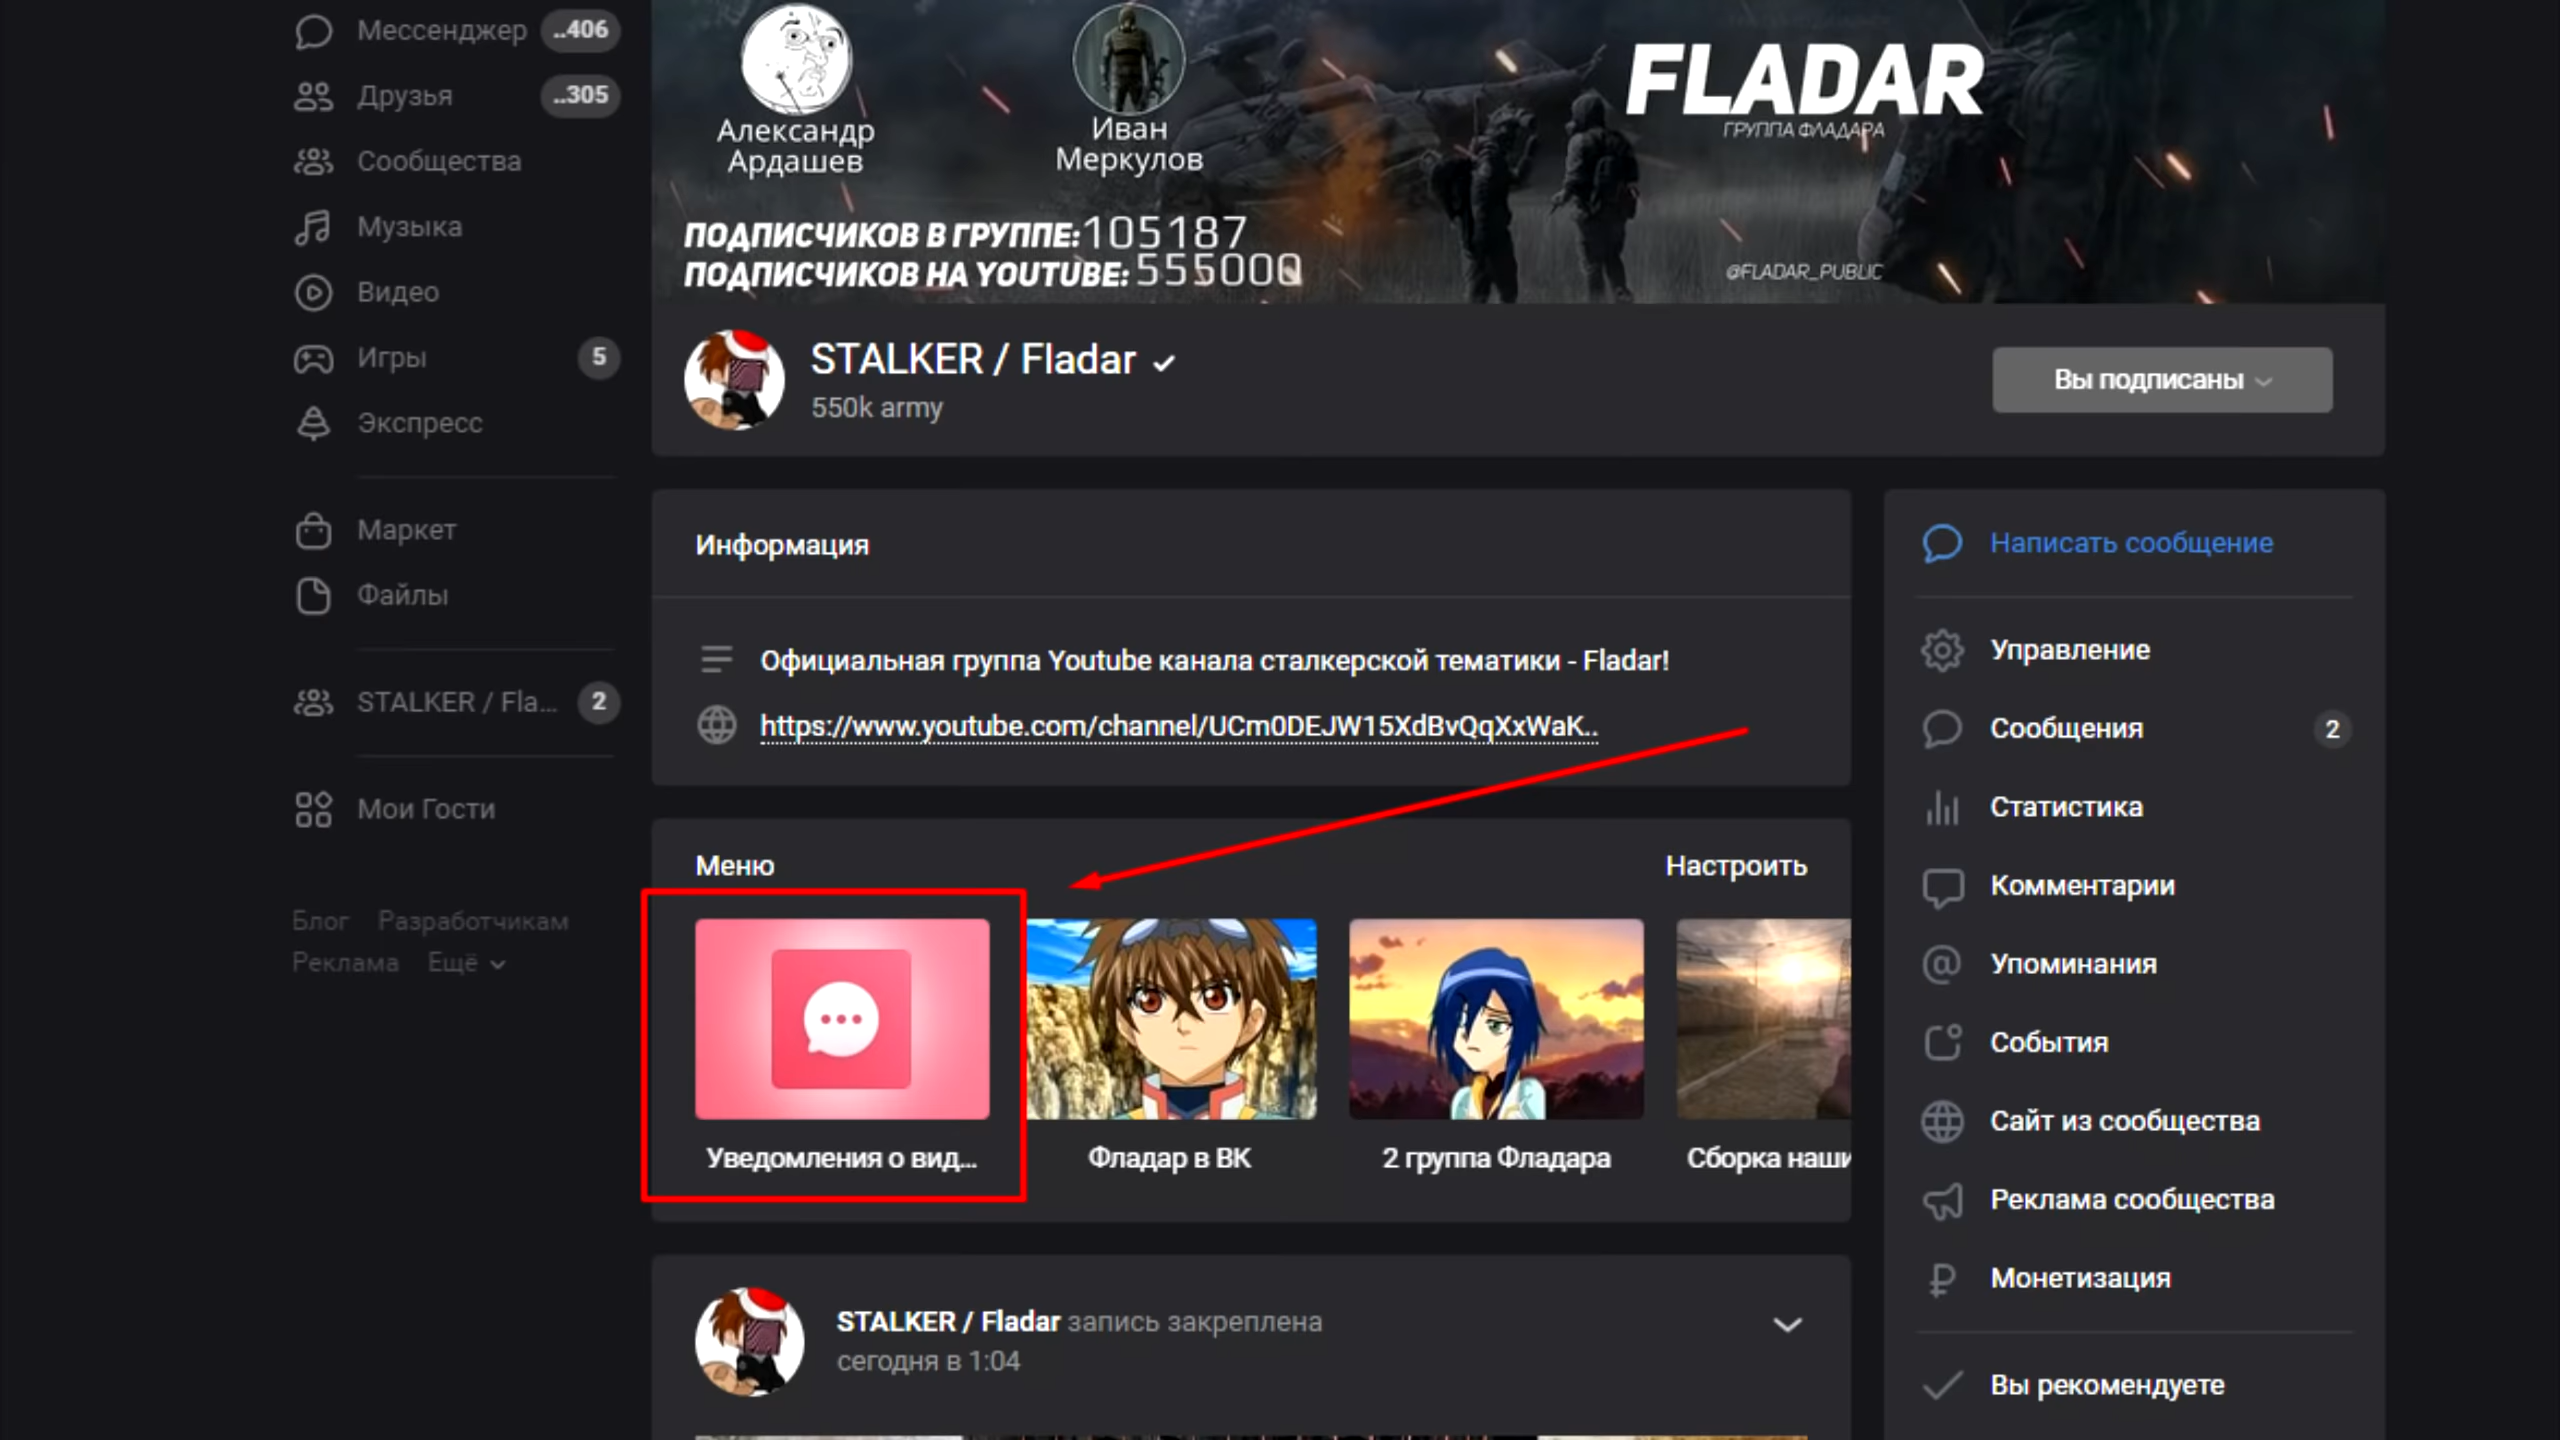 Мессенджер ..406
Друзья ..305
Сообщества
Музыка
Видео
Игры 5
Экспресс
Маркет
Файлы
STALKER / Fla... 2
Мои Гости
Блог Разработчикам
Реклама Ещё
Александр
Ардашев
Иван
Меркулов
FLADAR
ГРУППА ФЛАДАРА
ПОДПИСЧИКОВ В ГРУППЕ: 105187
ПОДПИСЧИКОВ НА YOUTUBE: 555000
@FLADAR_PUBLIC
STALKER / Fladar
550k army
Вы подписаны
Информация
Официальная группа Youtube канала сталкерской тематики - Fladar!
https://www.youtube.com/channel/UCm0DEJW15XdBvQqXxWaK..
Меню Настроить
Уведомления о вид... Фладар в ВК 2 группа Фладара Сборка наши
STALKER / Fladar запись закреплена
сегодня в 1:04
Написать сообщение
Управление
Сообщения 2
Статистика
Комментарии
Упоминания
События
Сайт из сообщества
Реклама сообщества
Монетизация
Вы рекомендуете